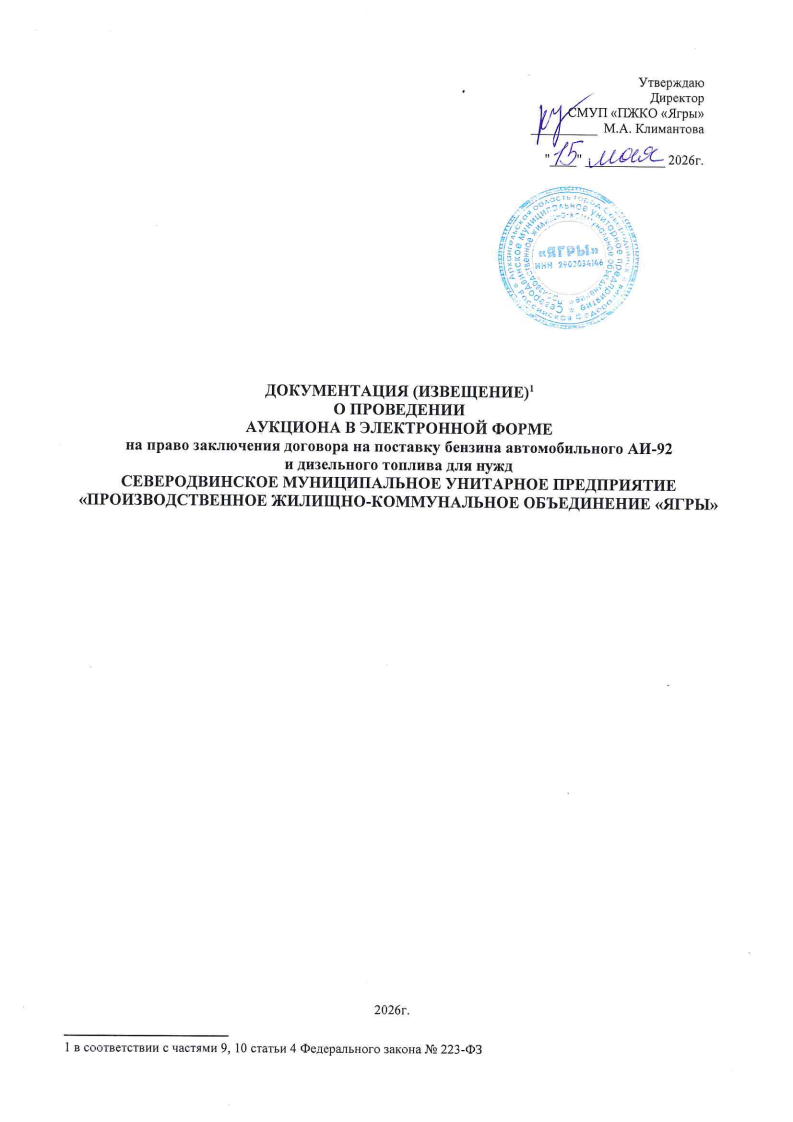 Утверждаю
Директор
СМУП «ПЖКО «Ягры»
____________ М.А. Климантова
"15" мая 2026г.
«ЯГРЫ»
ДОКУМЕНТАЦИЯ (ИЗВЕЩЕНИЕ)¹
О ПРОВЕДЕНИИ
АУКЦИОНА В ЭЛЕКТРОННОЙ ФОРМЕ
на право заключения договора на поставку бензина автомобильного АИ-92
и дизельного топлива для нужд
СЕВЕРОДВИНСКОЕ МУНИЦИПАЛЬНОЕ УНИТАРНОЕ ПРЕДПРИЯТИЕ
«ПРОИЗВОДСТВЕННОЕ ЖИЛИЩНО-КОММУНАЛЬНОЕ ОБЪЕДИНЕНИЕ «ЯГРЫ»
2026г.
1 в соответствии с частями 9, 10 статьи 4 Федерального закона № 223-ФЗ